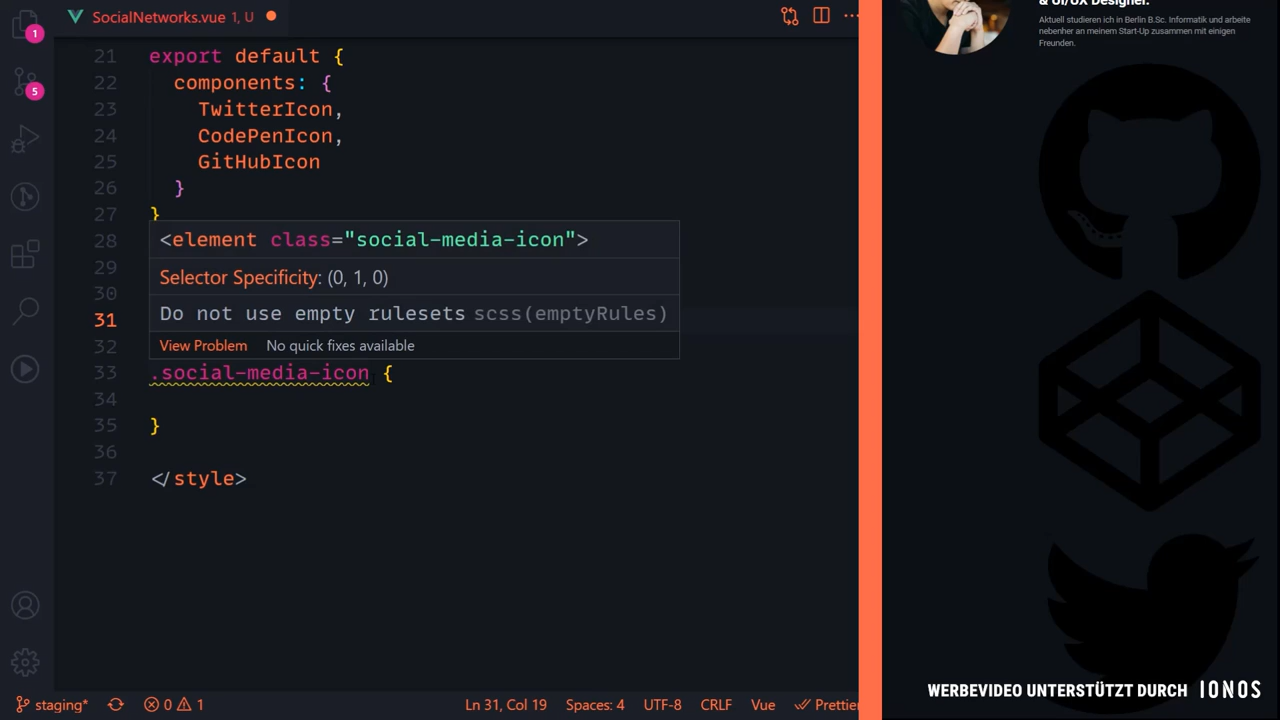 SocialNetworks.vue 1, U
1
5
21 export default {
22 components: {
23 TwitterIcon,
24 CodePenIcon,
25 GitHubIcon
26 }
27 }
28
29
30
31
32
<element class="social-media-icon">
Selector Specificity: (0, 1, 0)
Do not use empty rulesets scss(emptyRules)
View Problem No quick fixes available
33 .social-media-icon {
34
35 }
36
37 </style>
staging* 0 1 Ln 31, Col 19 Spaces: 4 UTF-8 CRLF Vue Prettier
& UI/UX Designer.
Aktuell studieren ich in Berlin B.Sc. Informatik und arbeite
nebenher an meinem Start-Up zusammen mit einigen
Freunden.
WERBEVIDEO UNTERSTÜTZT DURCH IONOS